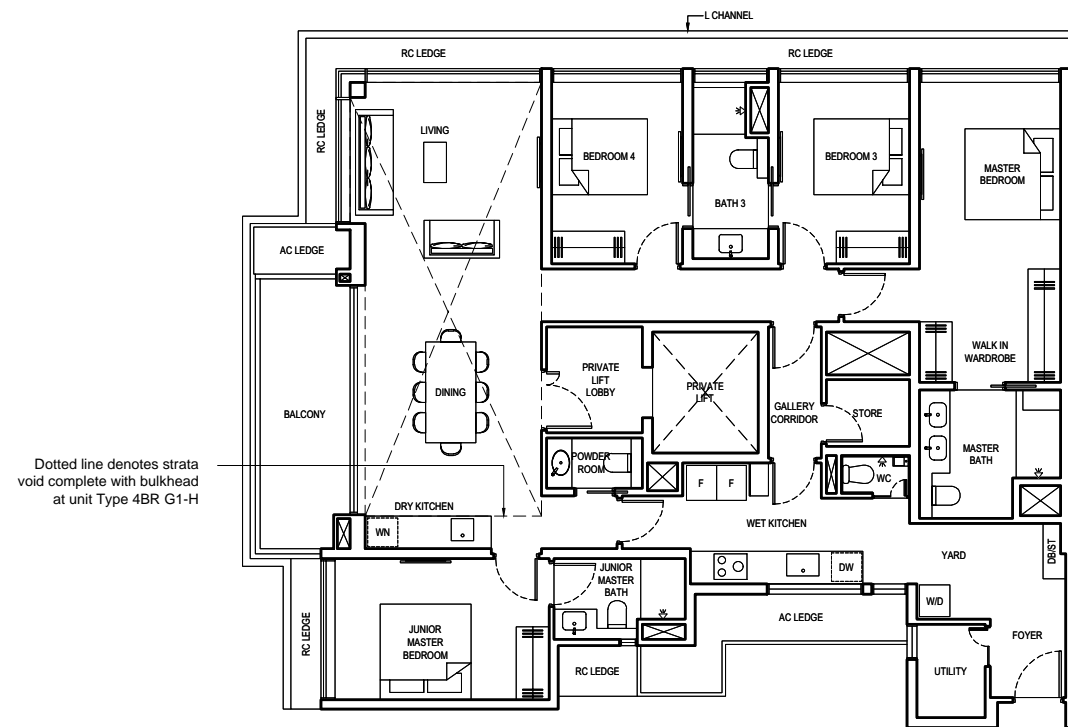 L CHANNEL
RC LEDGE
RC LEDGE
RC LEDGE
LIVING
BEDROOM 4
BEDROOM 3
MASTER
BEDROOM
BATH 3
AC LEDGE
WALK IN
WARDROBE
PRIVATE
LIFT
LOBBY
PRIVATE
LIFT
DINING
GALLERY
CORRIDOR
STORE
BALCONY
MASTER
BATH
POWDER
ROOM
WC
Dotted line denotes strata
void complete with bulkhead
at unit Type 4BR G1-H
F
F
DRY KITCHEN
WN
WET KITCHEN
YARD
DB/ST
JUNIOR
MASTER
BATH
DW
W/D
RC LEDGE
JUNIOR
MASTER
BEDROOM
AC LEDGE
FOYER
RC LEDGE
UTILITY